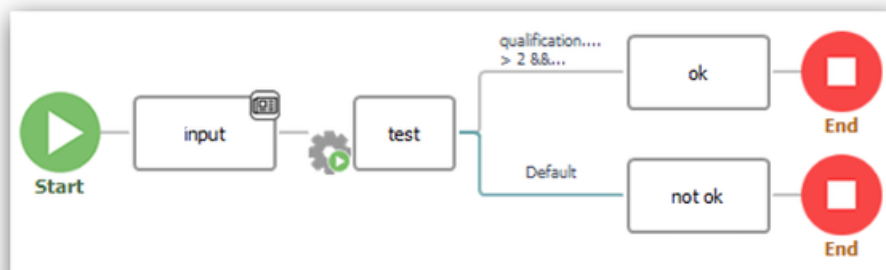 qualification....
> 2 &&...
ok
End
input
test
Start
Default
not ok
End